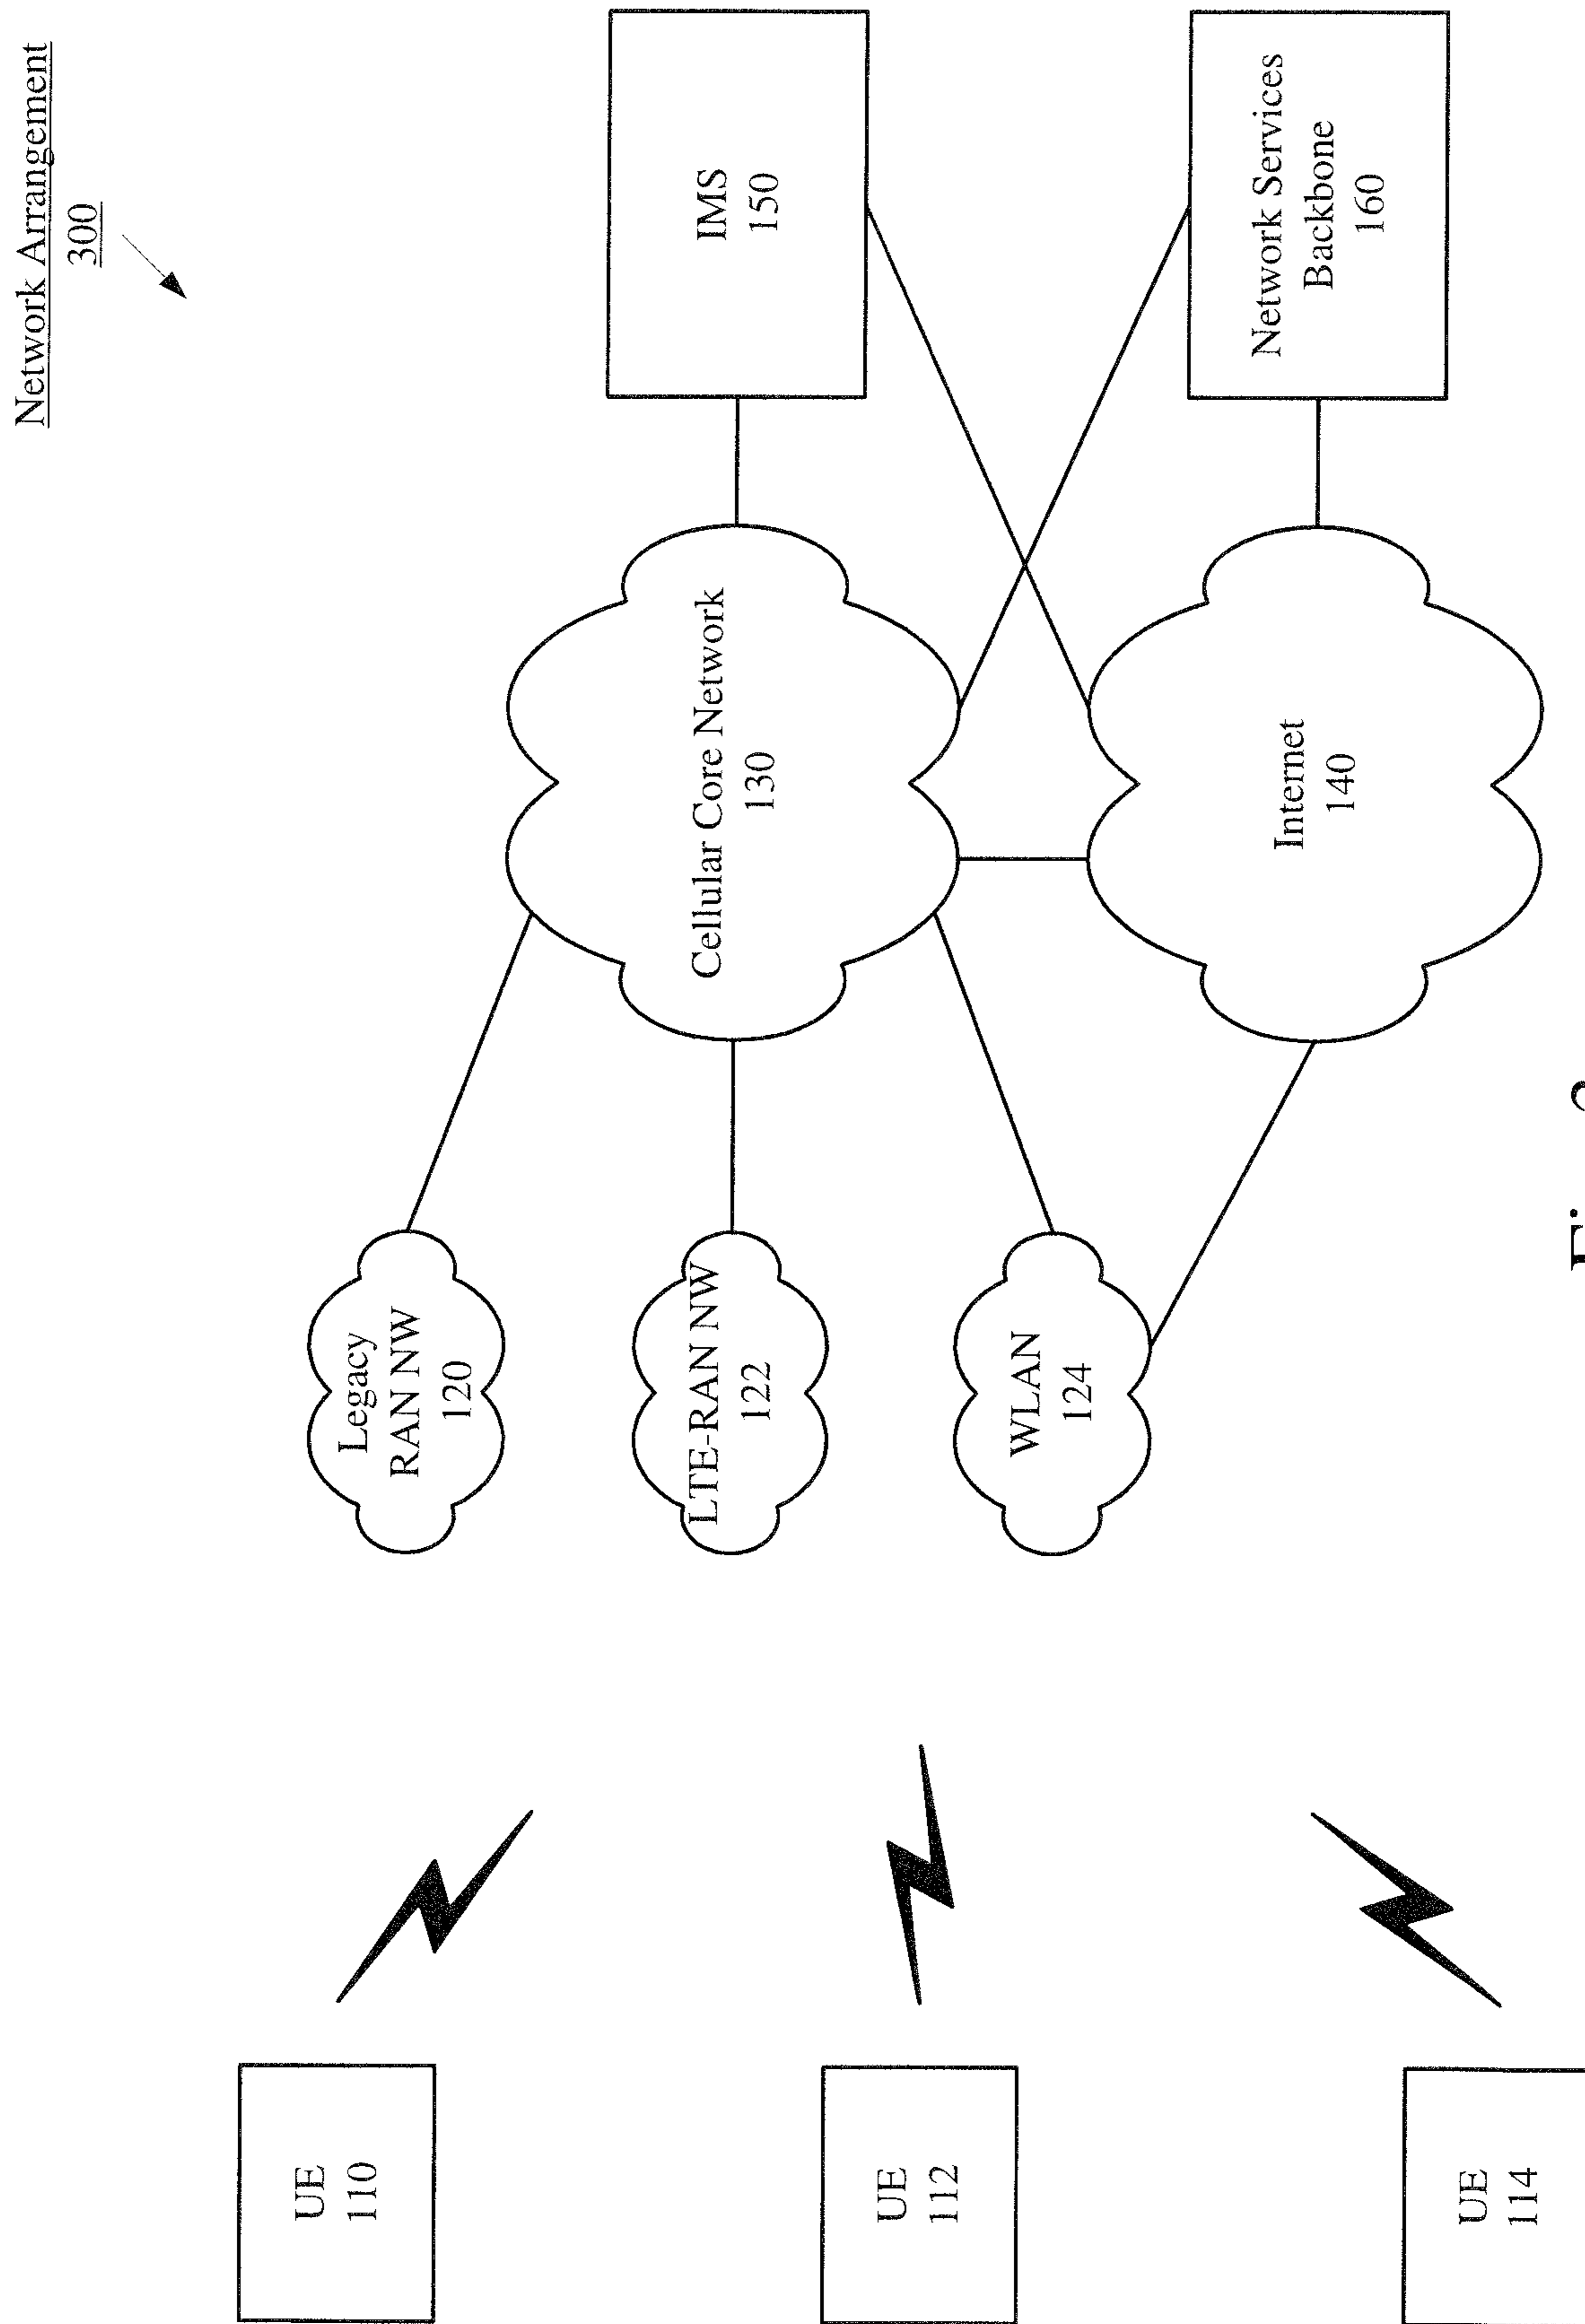 Network Arrangement
300
UE
110
Legacy
RAN NW
120
IMS
150
Cellular Core Network
130
LTE-RAN NW
122
UE
112
WLAN
124
Network Services
Backbone
160
Internet
140
UE
114